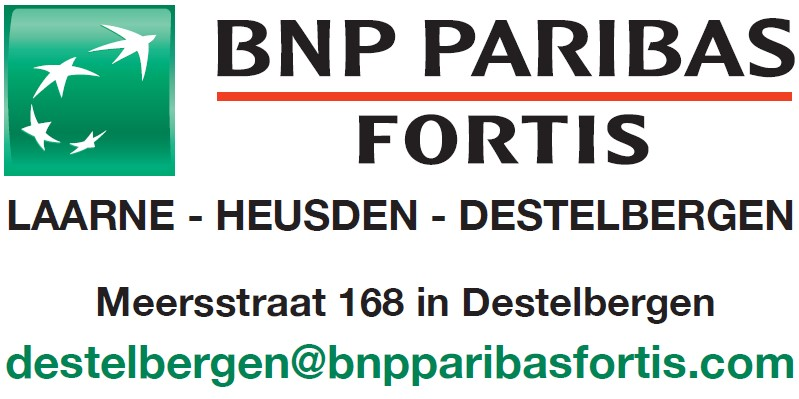 BNP PARIBAS
FORTIS
LAARNE - HEUSDEN - DESTELBERGEN
Meersstraat 168 in Destelbergen
destelbergen@bnpparibasfortis.com